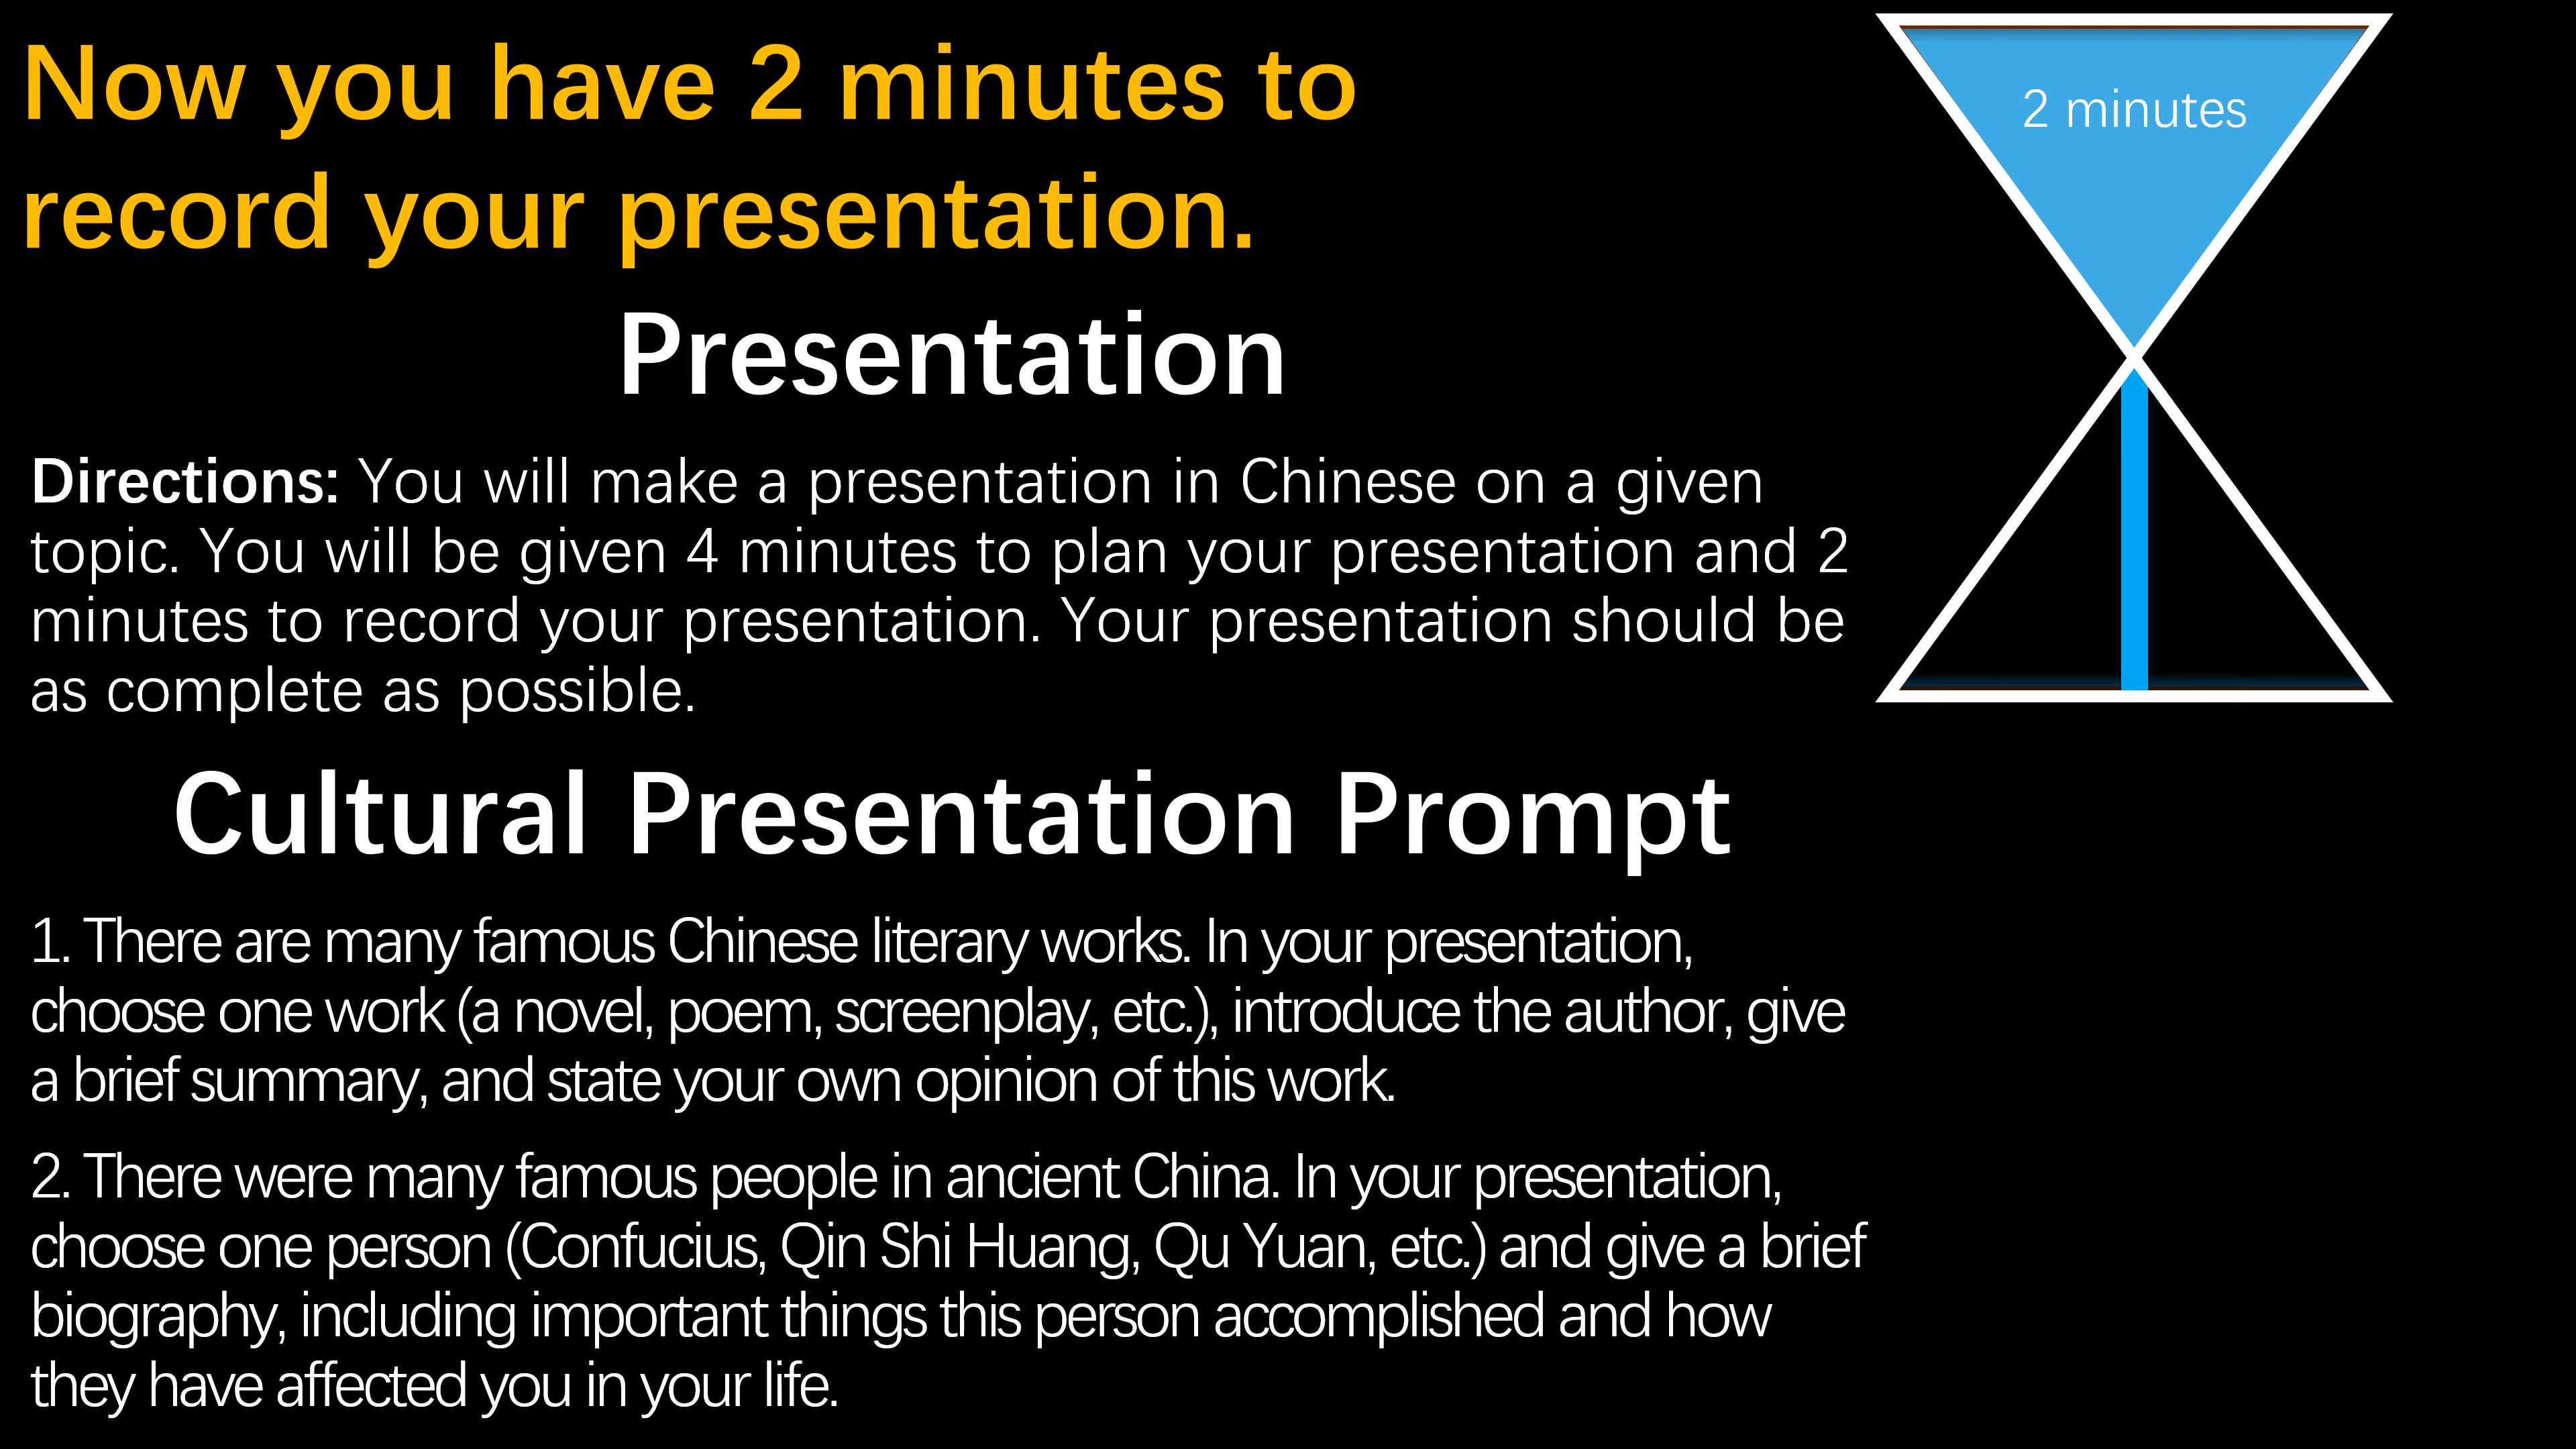 Now you have 2 minutes to
record your presentation.
2 minutes
Presentation
Directions: You will make a presentation in Chinese on a given
topic. You will be given 4 minutes to plan your presentation and 2
minutes to record your presentation. Your presentation should be
as complete as possible.
Cultural Presentation Prompt
1. There are many famous Chinese literary works. In your presentation,
choose one work (a novel, poem, screenplay, etc.), introduce the author, give
a brief summary, and state your own opinion of this work.
2. There were many famous people in ancient China. In your presentation,
choose one person (Confucius, Qin Shi Huang, Qu Yuan, etc.) and give a brief
biography, including important things this person accomplished and how
they have affected you in your life.